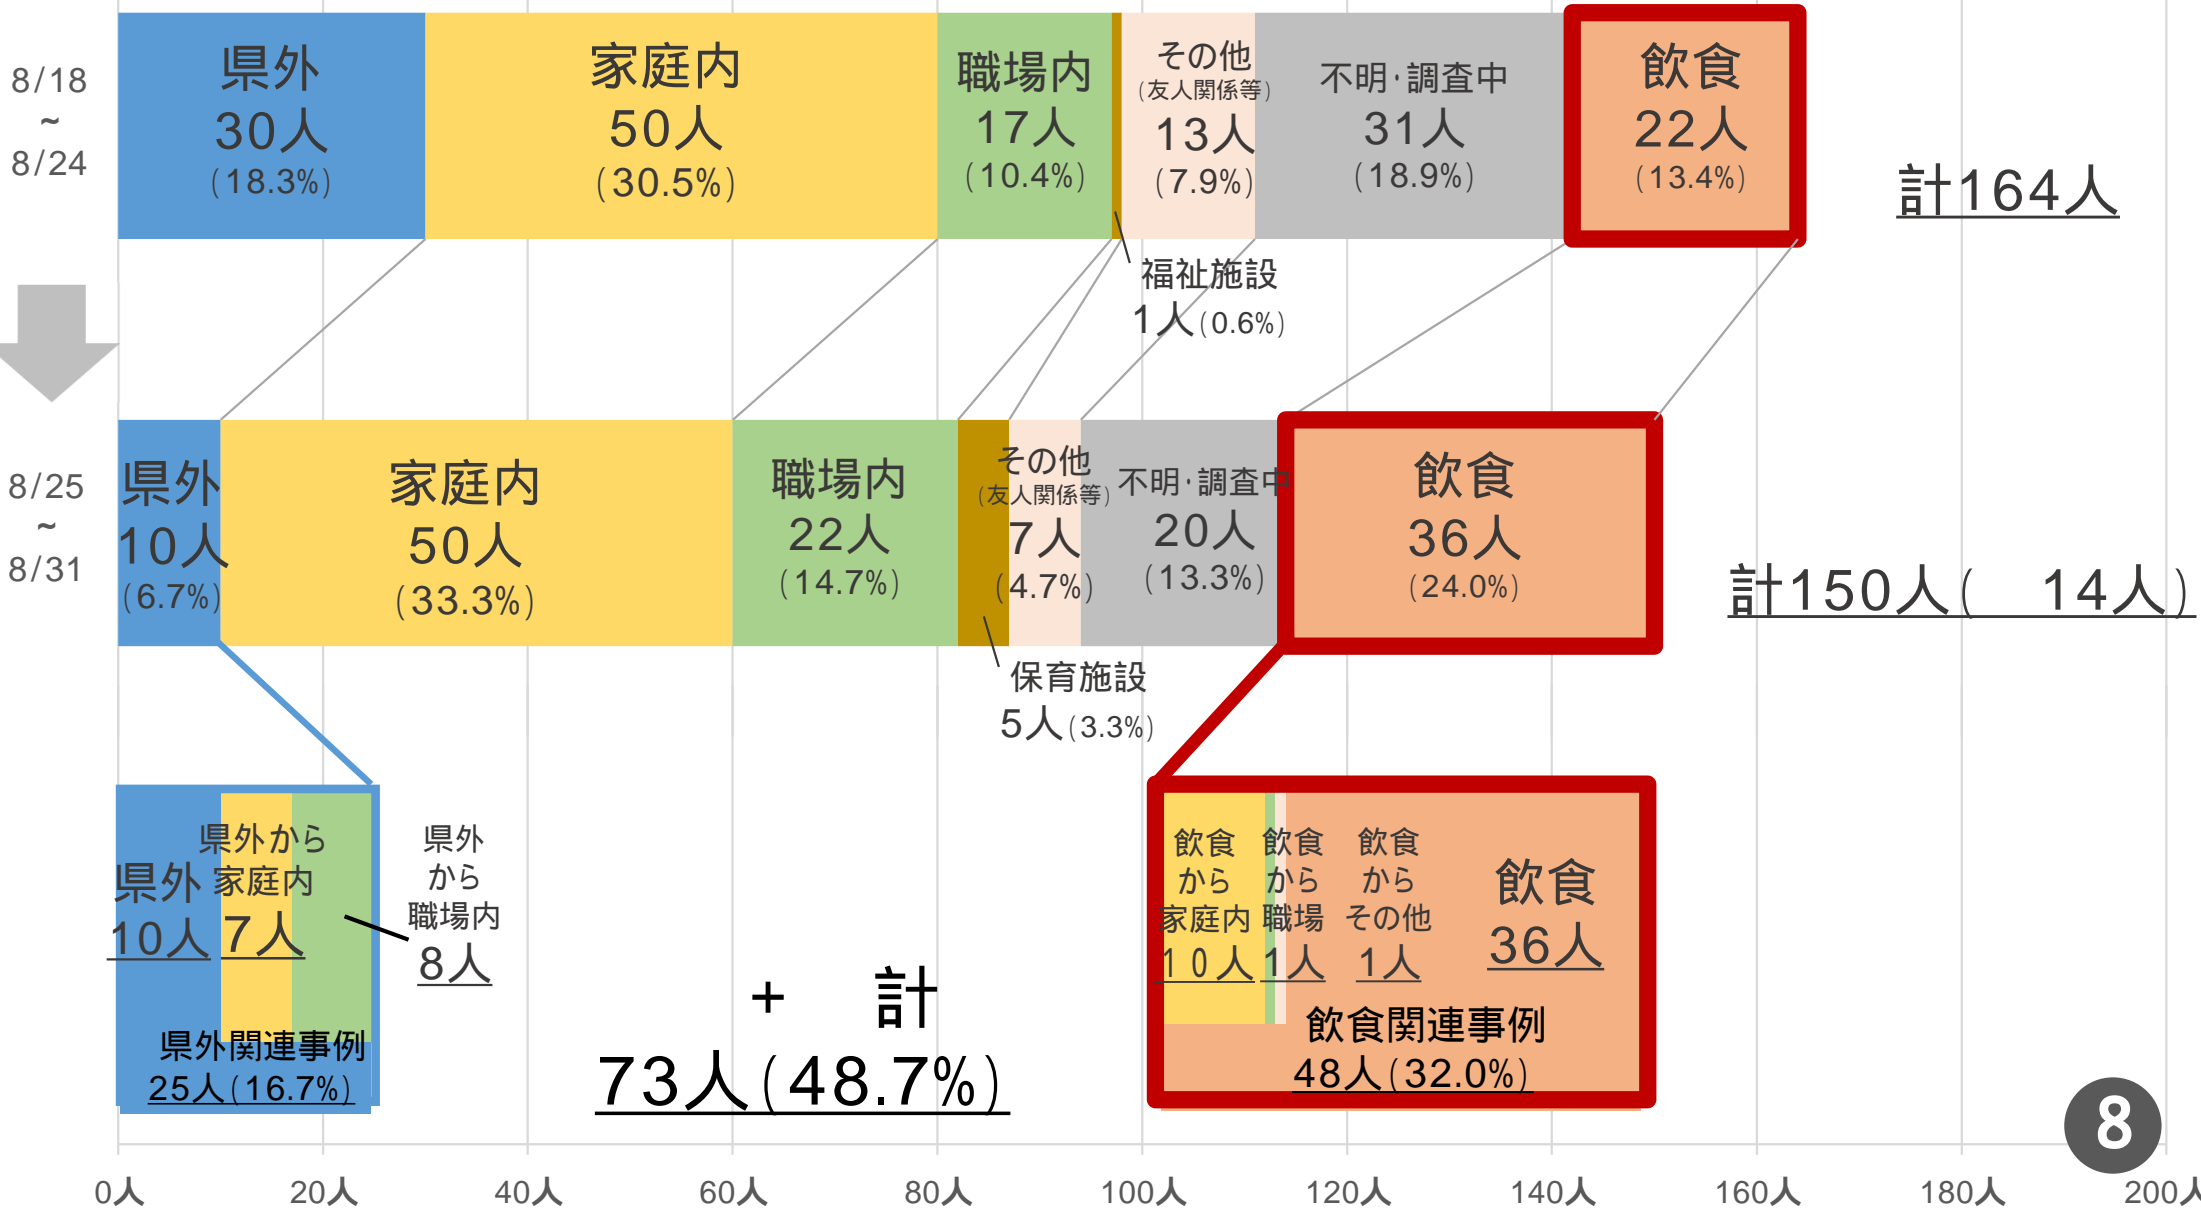 8/18
~
8/24
県外
30人
(18.3%)
家庭内
50人
(30.5%)
職場内
17人
(10.4%)
その他
(友人関係等)
13人
(7.9%)
不明・調査中
31人
(18.9%)
飲食
22人
(13.4%)
計164人
福祉施設
1人(0.6%)
8/25
~
8/31
県外
10人
(6.7%)
家庭内
50人
(33.3%)
職場内
22人
(14.7%)
その他
(友人関係等)
7人
(4.7%)
不明・調査中
20人
(13.3%)
飲食
36人
(24.0%)
計150人( 14人)
保育施設
5人(3.3%)
県外
10人
県外から
家庭内
7人
県外
から
職場内
8人
県外関連事例
25人(16.7%)
+ 計
73人(48.7%)
飲食
から
家庭内
10人
飲食
から
職場
1人
飲食
から
その他
1人
飲食
36人
飲食関連事例
48人(32.0%)
8
0人
20人
40人
60人
80人
100人
120人
140人
160人
180人
200人